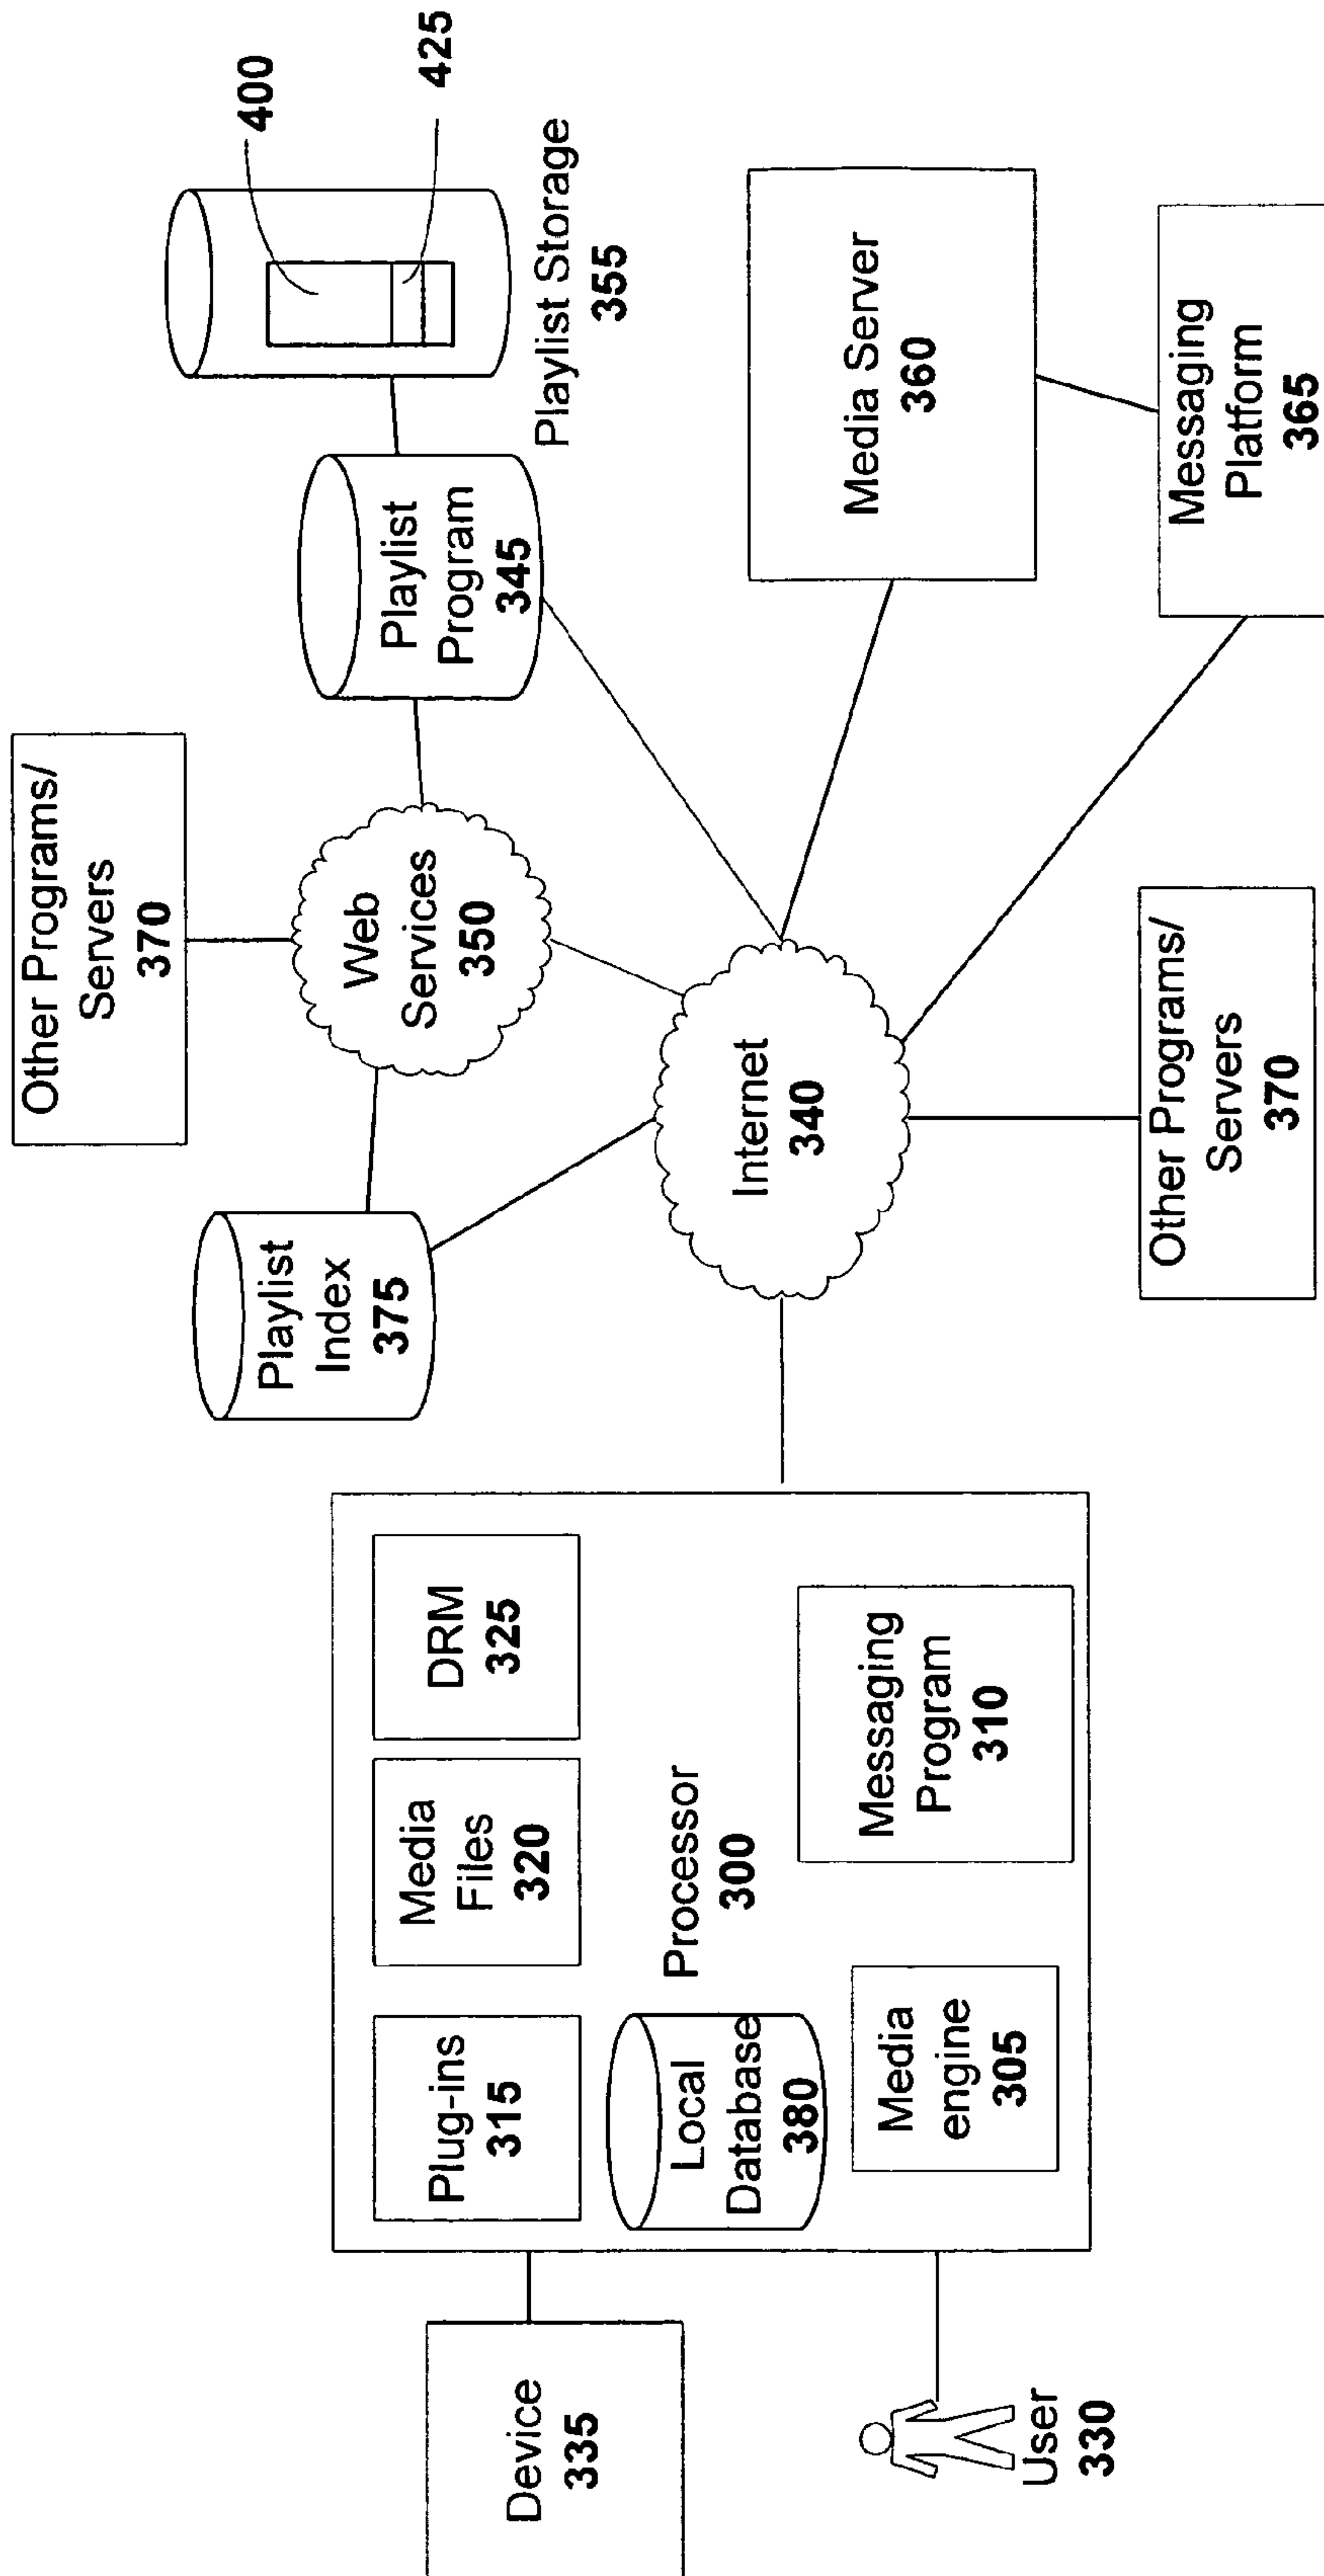 Other Programs/
Servers
370
400
425
Playlist
Index
375
Web
Services
350
Playlist
Program
345
Playlist Storage
355
Plug-ins
315
Media
Files
320
DRM
325
Device
335
Local
Database
380
Processor
300
Internet
340
Media Server
360
Media
engine
305
Messaging
Program
310
User
330
Other Programs/
Servers
370
Messaging
Platform
365